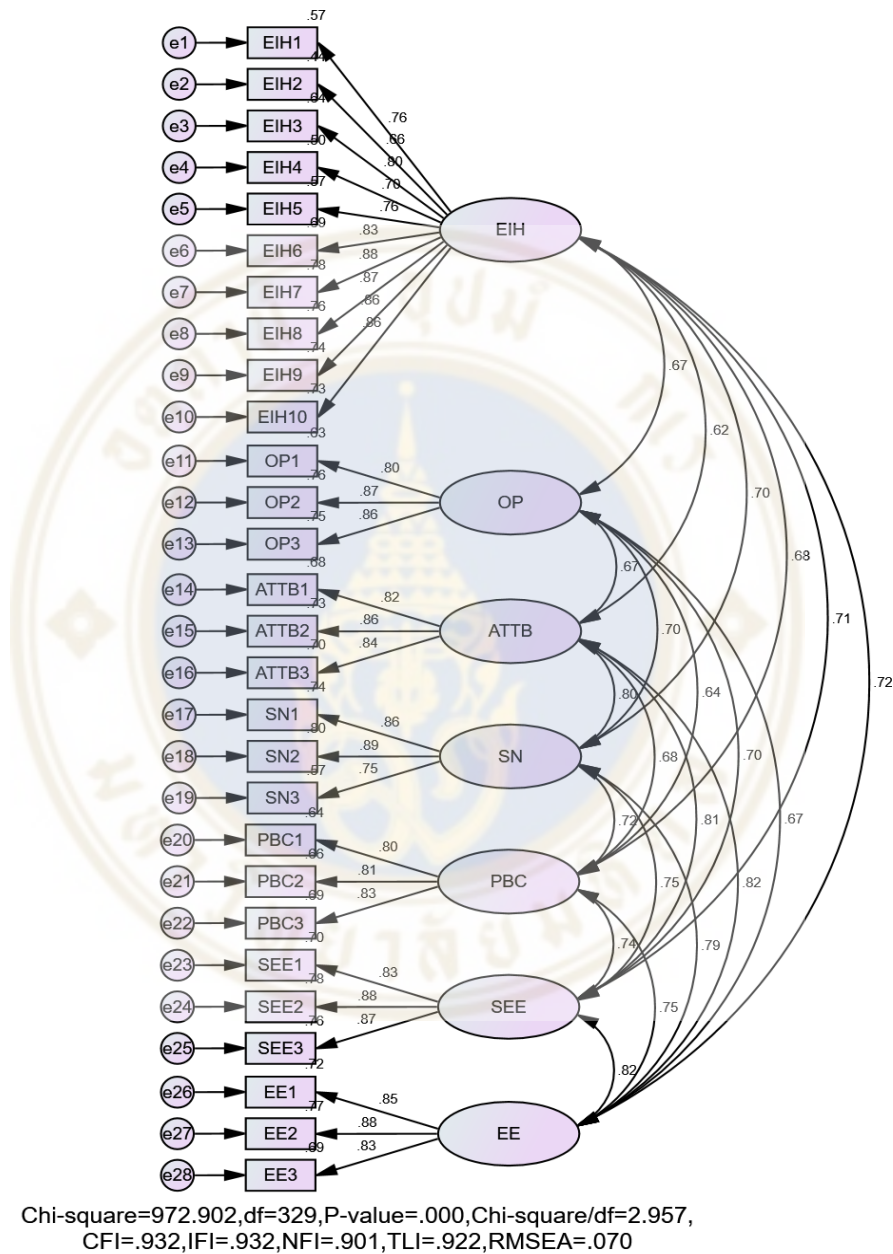 .57
e1 EIH1
.44
e2 EIH2
.64
e3 EIH3
.50
e4 EIH4
.57
e5 EIH5
.69
e6 EIH6
.78
e7 EIH7
.76
e8 EIH8
.74
e9 EIH9
.73
e10 EIH10
.63
e11 OP1
.76
e12 OP2
.75
e13 OP3
.68
e14 ATTB1
.73
e15 ATTB2
.70
e16 ATTB3
.74
e17 SN1
.80
e18 SN2
.57
e19 SN3
.64
e20 PBC1
.66
e21 PBC2
.69
e22 PBC3
.70
e23 SEE1
.78
e24 SEE2
.76
e25 SEE3
.72
e26 EE1
.77
e27 EE2
.69
e28 EE3
.76
.66
.80
.70
.76
.83
.88
.87
.86
.86
.80
.87
.86
.82
.86
.84
.86
.89
.75
.80
.81
.83
.83
.88
.87
.85
.88
.83
EIH
OP
ATTB
SN
PBC
SEE
EE
.67
.62
.70
.68
.71
.72
.67
.70
.64
.70
.67
.80
.68
.81
.82
.72
.75
.79
.74
.75
.82
Chi-square=972.902,df=329,P-value=.000,Chi-square/df=2.957,
CFI=.932,IFI=.932,NFI=.901,TLI=.922,RMSEA=.070